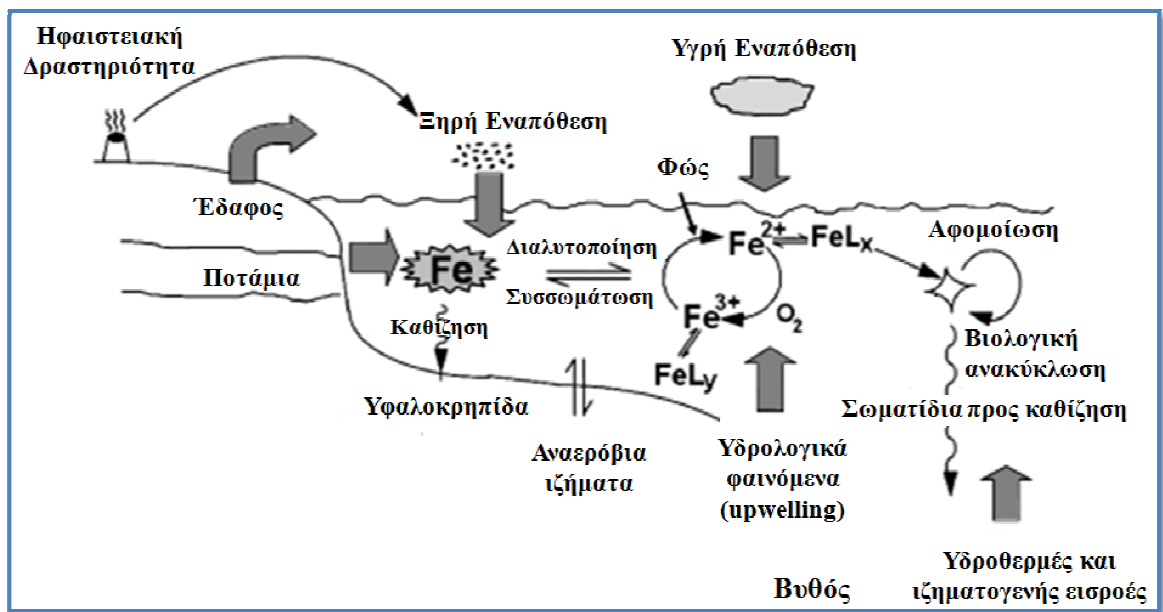 Ηφαιστειακή
Δραστηριότητα
Υγρή Εναπόθεση
Ξηρή Εναπόθεση
Φώς
Έδαφος
Ποτάμια
Fe
Διαλυτοποίηση
Συσσωμάτωση
Fe2+
FeLx
Αφομοίωση
Fe3+
O2
Καθίζηση
FeLy
Βιολογική
ανακύκλωση
Υφαλοκρηπίδα
Σωματίδια προς καθίζηση
Αναερόβια
ιζήματα
Υδρολογικά
φαινόμενα
(upwelling)
Υδροθερμές και
ιζηματογενής εισροές
Βυθός